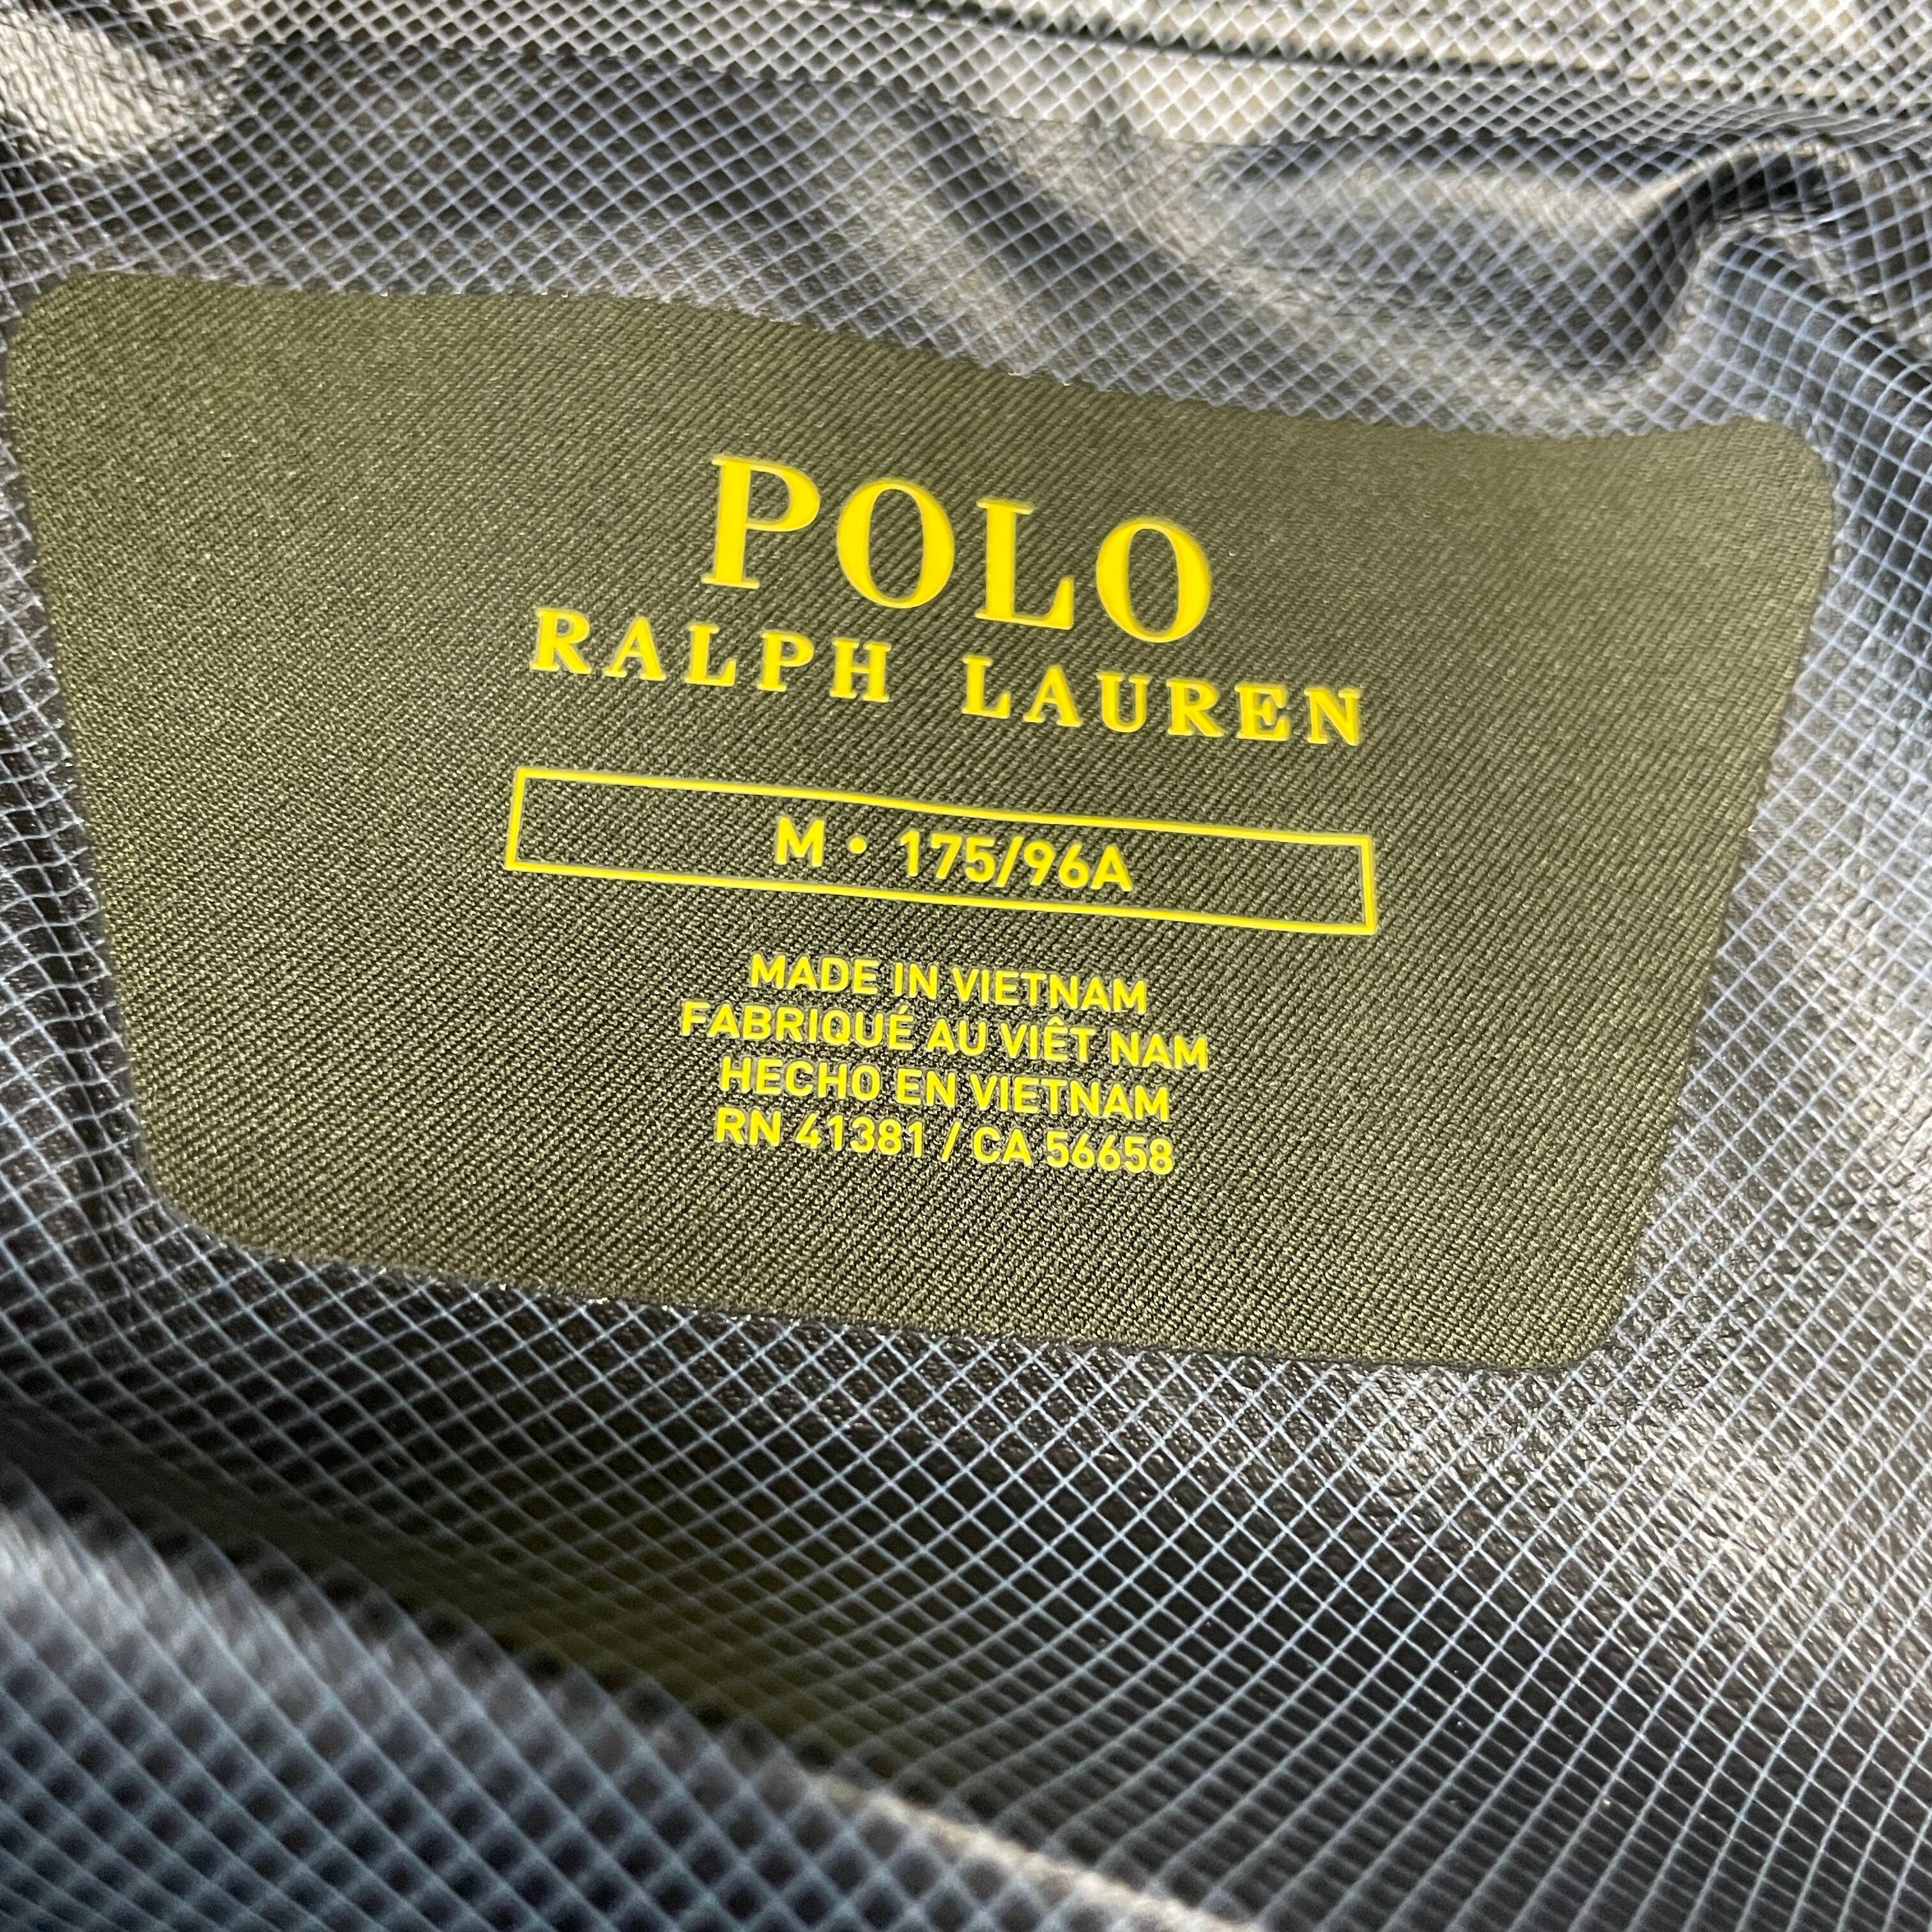 POLO
RALPH LAUREN
M • 175/96A
MADE IN VIETNAM
FABRIQUÉ AU VIÊT NAM
HECHO EN VIETNAM
RN 41381 / CA 56658